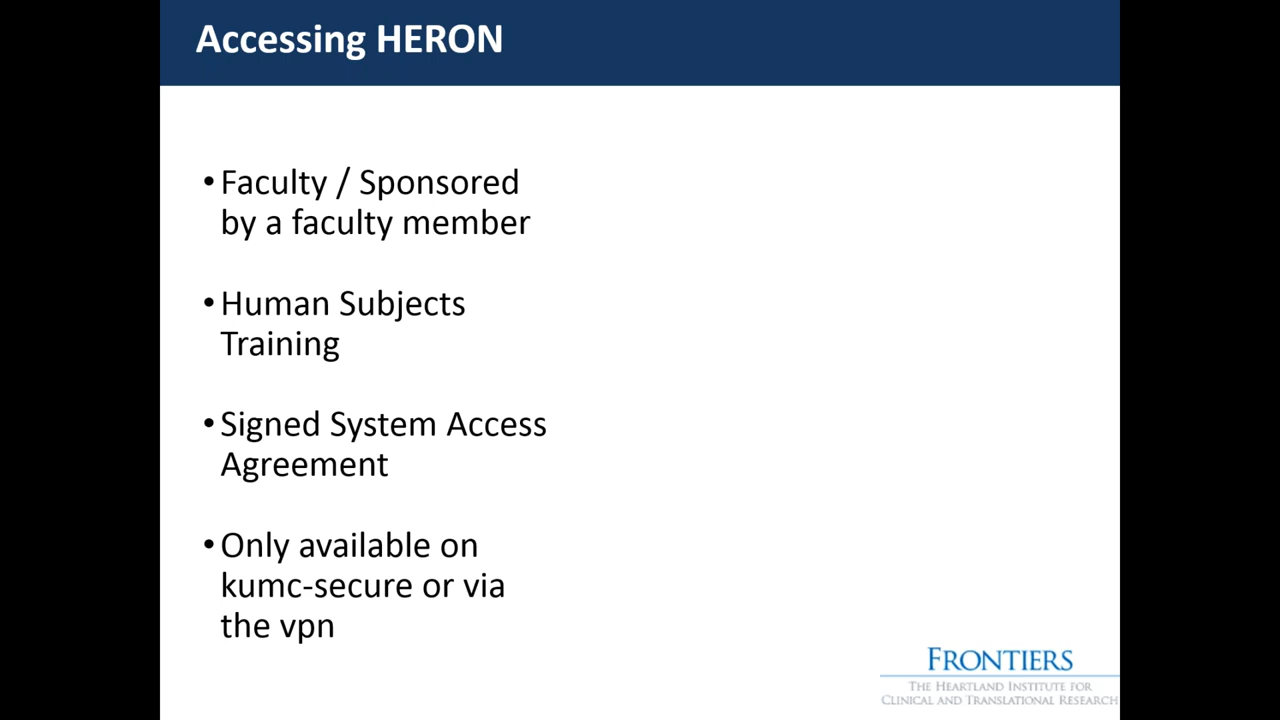 Accessing HERON
•Faculty / Sponsored
by a faculty member
•Human Subjects
Training
•Signed System Access
Agreement
•Only available on
kumc-secure or via
the vpn
FRONTIERS
THE HEARTLAND INSTITUTE FOR
CLINICAL AND TRANSLATIONAL RESEARCH